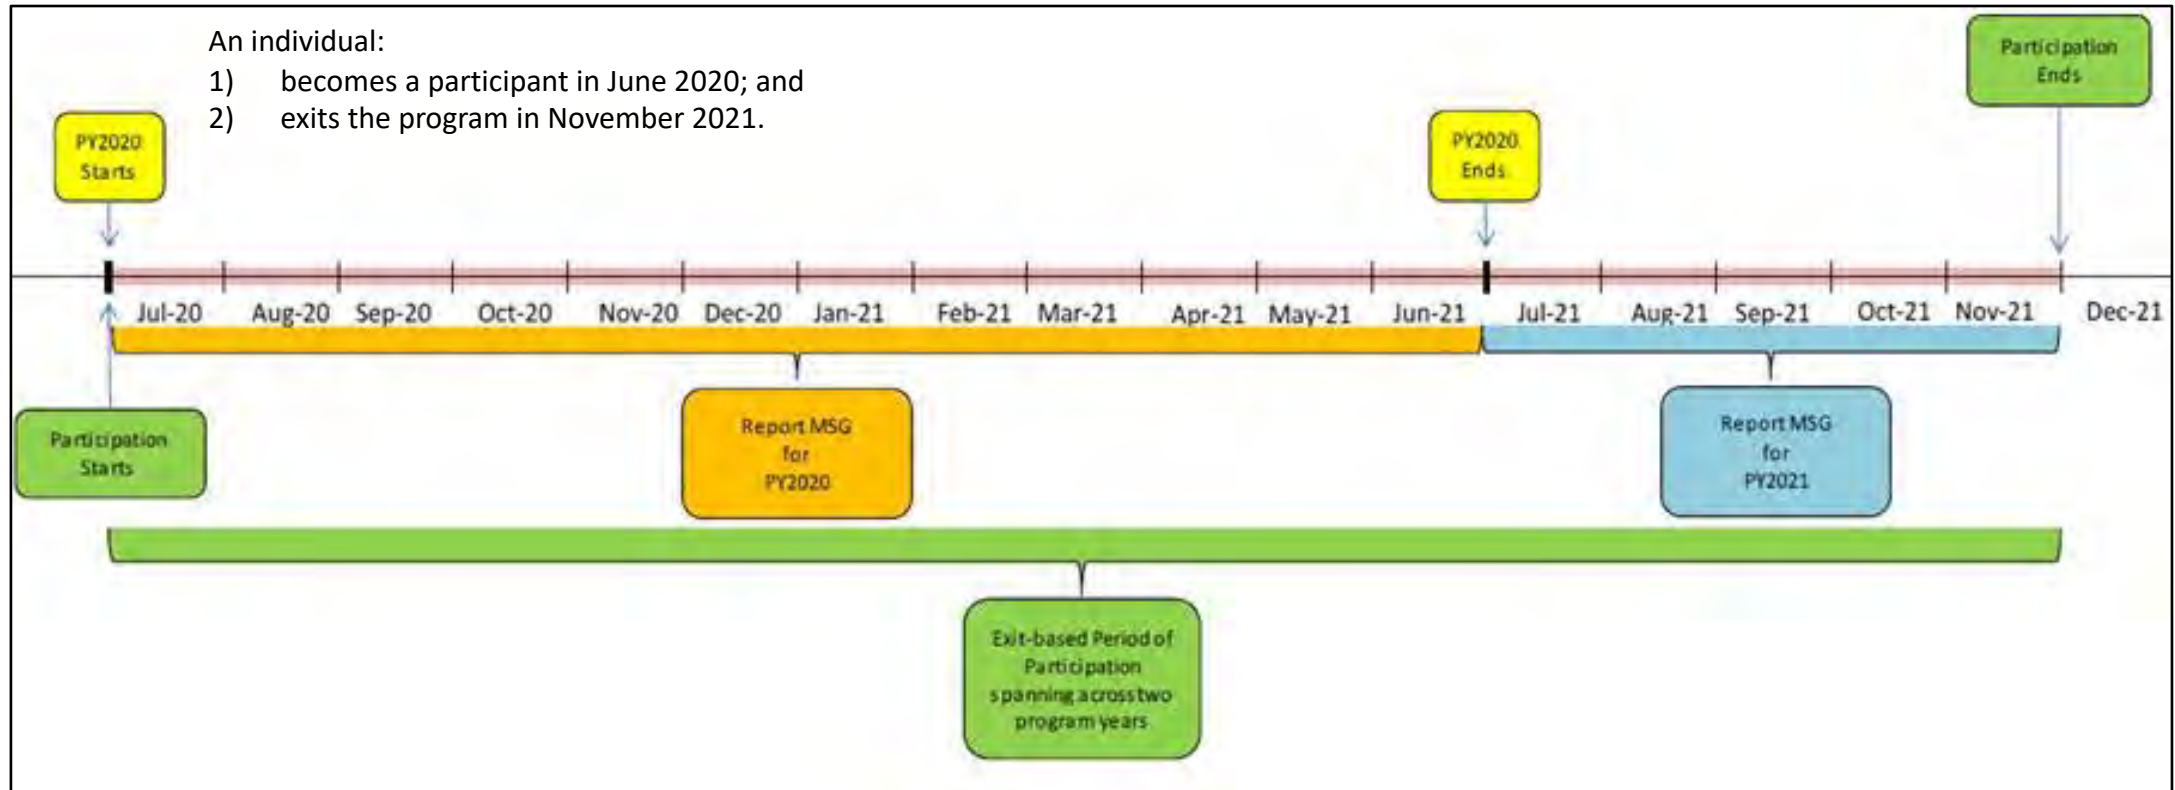 An individual:
1) becomes a participant in June 2020; and
2) exits the program in November 2021.
Participation
Ends
PY2020
Starts
PY2020
Ends
Jul-20 Aug-20 Sep-20 Oct-20 Nov-20 Dec-20 Jan-21 Feb-21 Mar-21 Apr-21 May-21 Jun-21 Jul-21 Aug-21 Sep-21 Oct-21 Nov-21 Dec-21
Participation
Starts
Report MSG
for
PY2020
Report MSG
for
PY2021
Exit-based Period of
Participation
spanning across two
program years